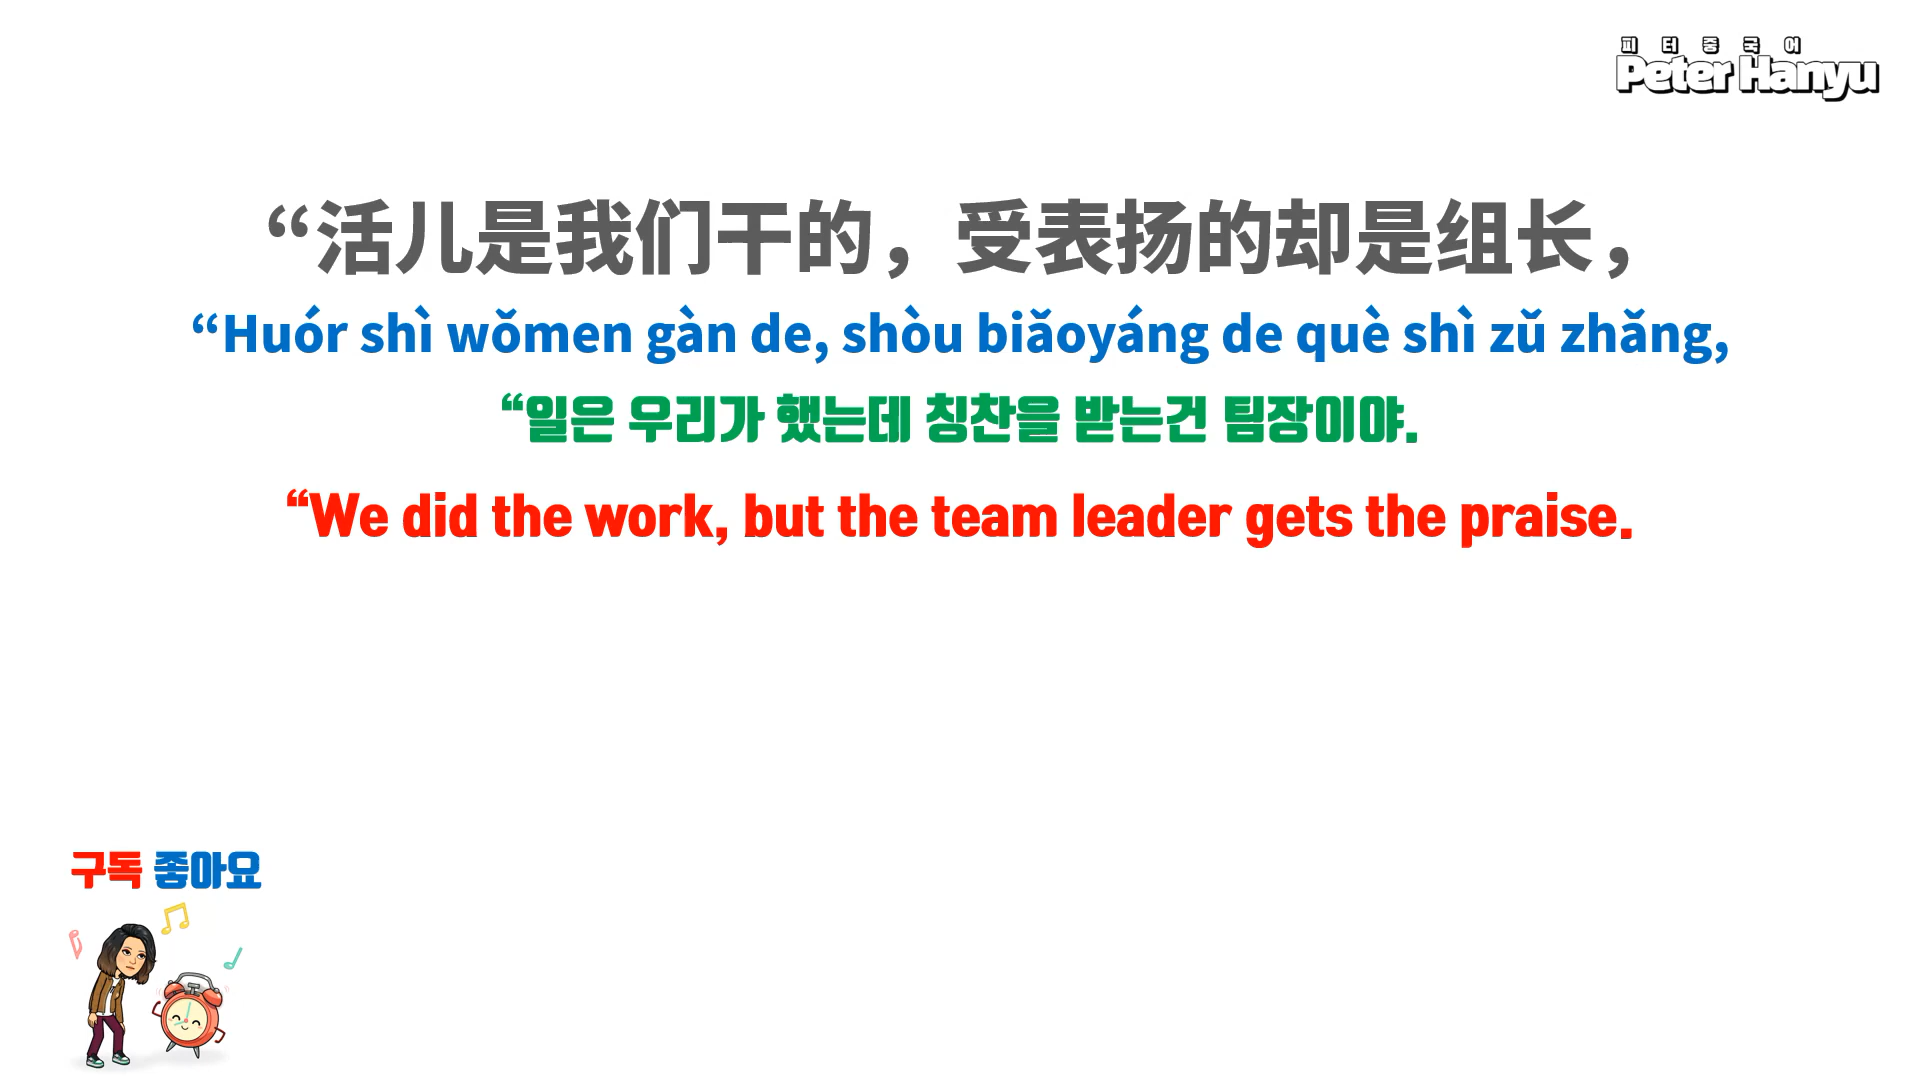 피터중국어
Peter Hanyu
“活儿是我们干的，受表扬的却是组长，
“Huór shì wǒmen gàn de, shòu biǎoyáng de què shì zǔ zhǎng,
“일은 우리가 했는데 칭찬을 받는건 팀장이야.
“We did the work, but the team leader gets the praise.
구독 좋아요